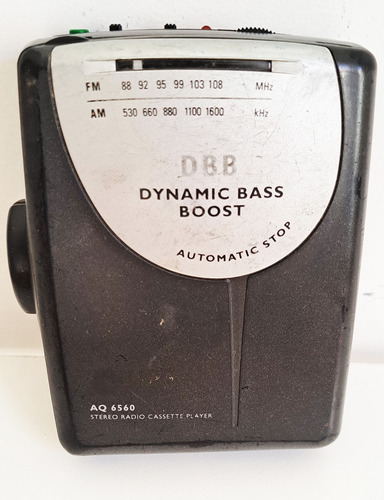 FM 88 92 95 99 103 108 MHz
AM 530 660 880 1100 1600 kHz
DBB
DYNAMIC BASS
BOOST
AUTOMATIC STOP
AQ 6560
STEREO RADIO CASSETTE PLAYER